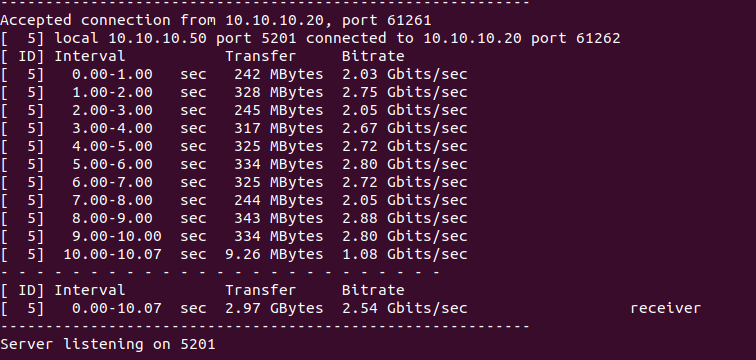 -----------------------------------------------------------
Accepted connection from 10.10.10.20, port 61261
[  5] local 10.10.10.50 port 5201 connected to 10.10.10.20 port 61262
[ ID] Interval           Transfer     Bitrate
[  5]   0.00-1.00   sec   242 MBytes  2.03 Gbits/sec
[  5]   1.00-2.00   sec   328 MBytes  2.75 Gbits/sec
[  5]   2.00-3.00   sec   245 MBytes  2.05 Gbits/sec
[  5]   3.00-4.00   sec   317 MBytes  2.67 Gbits/sec
[  5]   4.00-5.00   sec   325 MBytes  2.72 Gbits/sec
[  5]   5.00-6.00   sec   334 MBytes  2.80 Gbits/sec
[  5]   6.00-7.00   sec   325 MBytes  2.72 Gbits/sec
[  5]   7.00-8.00   sec   244 MBytes  2.05 Gbits/sec
[  5]   8.00-9.00   sec   343 MBytes  2.88 Gbits/sec
[  5]   9.00-10.00  sec   334 MBytes  2.80 Gbits/sec
[  5]  10.00-10.07  sec  9.26 MBytes  1.08 Gbits/sec
- - - - - - - - - - - - - - - - - - - - - - - - -
[ ID] Interval           Transfer     Bitrate
[  5]   0.00-10.07  sec  2.97 GBytes  2.54 Gbits/sec                  receiver
-----------------------------------------------------------
Server listening on 5201